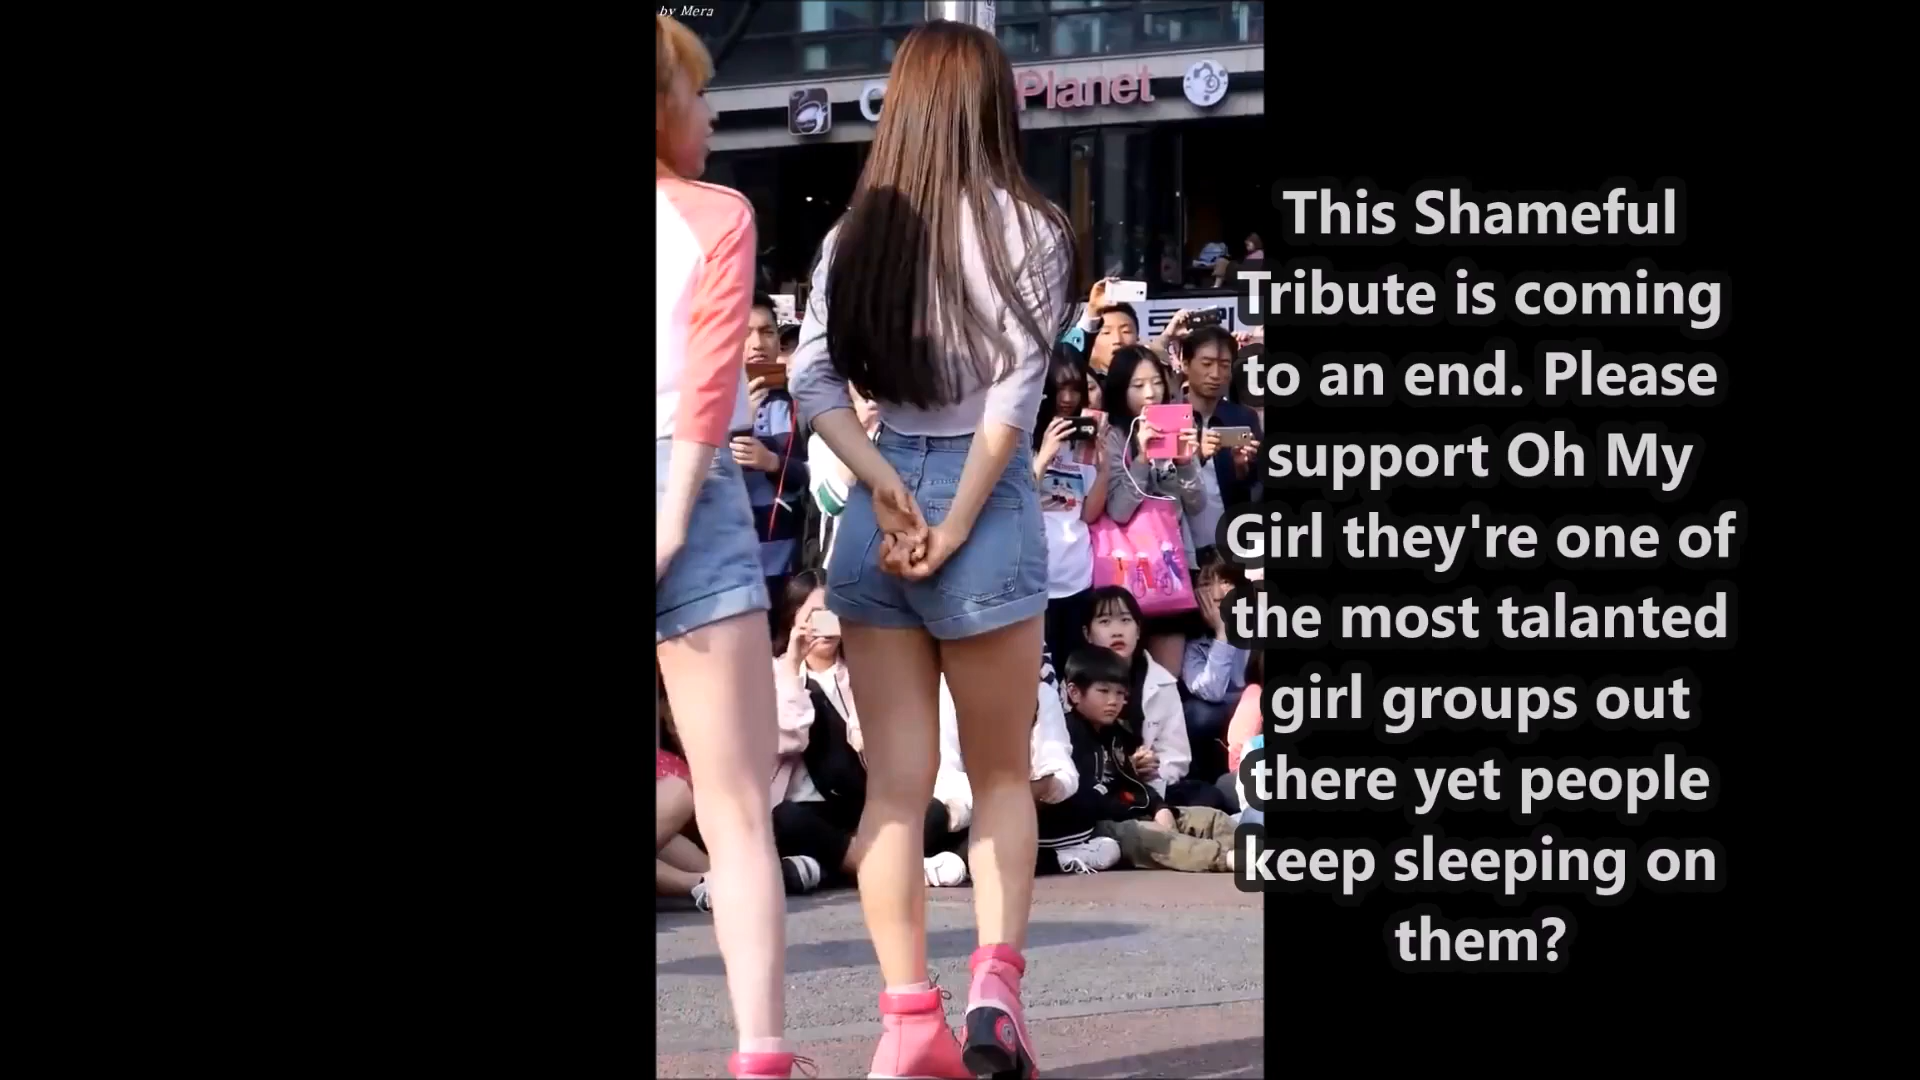 by Mera
Planet
This Shameful
Tribute is coming
to an end. Please
support Oh My
Girl they're one of
the most talanted
girl groups out
there yet people
keep sleeping on
them?